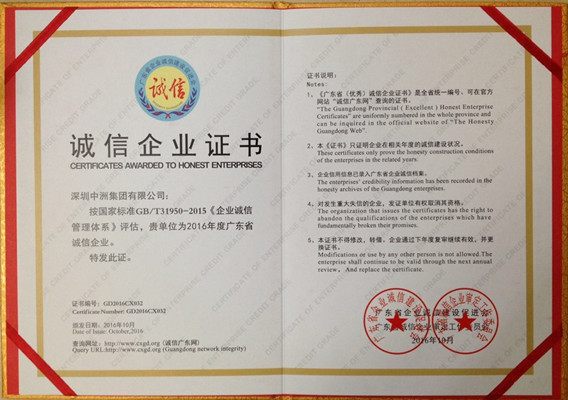 诚信
诚信企业证书
CERTIFICATES AWARDED TO HONEST ENTERPRISES
深圳中洲集团有限公司：
按国家标准GB/T31950-2015《企业诚信
管理体系》评估，贵单位为2016年度广东省
诚信企业。
特发此证。
证书编号：GD2016CX032
Certificate Number: GD2016CX032
颁发日期：2016年10月
Date of Issue: October,2016
查询网址：http://www.cxgd.org (诚信广东网)
Query URL:http://www.cxgd.org (Guangdong network integrity)
证书说明：
Notes:
1、《广东省（优秀）诚信企业证书》是全省统一编号、可在官方
网站“诚信广东网”查询的证书。
"The Guangdong Provincial ( Excellent ) Honest Enterprise
Certificates" are uniformly numbered in the whole province and
can be inquired in the official website of "The Honesty
Guangdong Web".
2、本《证书》只证明企业在相关年度的诚信建设状况。
These certificates only prove the honest construction conditions
of the enterprises in the related years.
3、企业信用信息已录入广东省企业诚信档案。
The enterprises' credibility information has been recorded in the
honesty archives of the Guangdong enterprises.
4、对发生重大失信的企业，发证单位有权取消其资格。
The organization that issues the certificates has the right to
abandon the qualifications of the enterprises which have
fundamentally broken their promises.
5、本证书不得修改，转借，企业通过下年度复审继续有效，并更
换证书。
Modifications or use by any other person is not allowed.The
enterprise shall continue to be valid through the next annual
review. And replace the certificate.
广东省企业诚信建设促进会
广东省诚信企业审定工作委员会
2016年10月